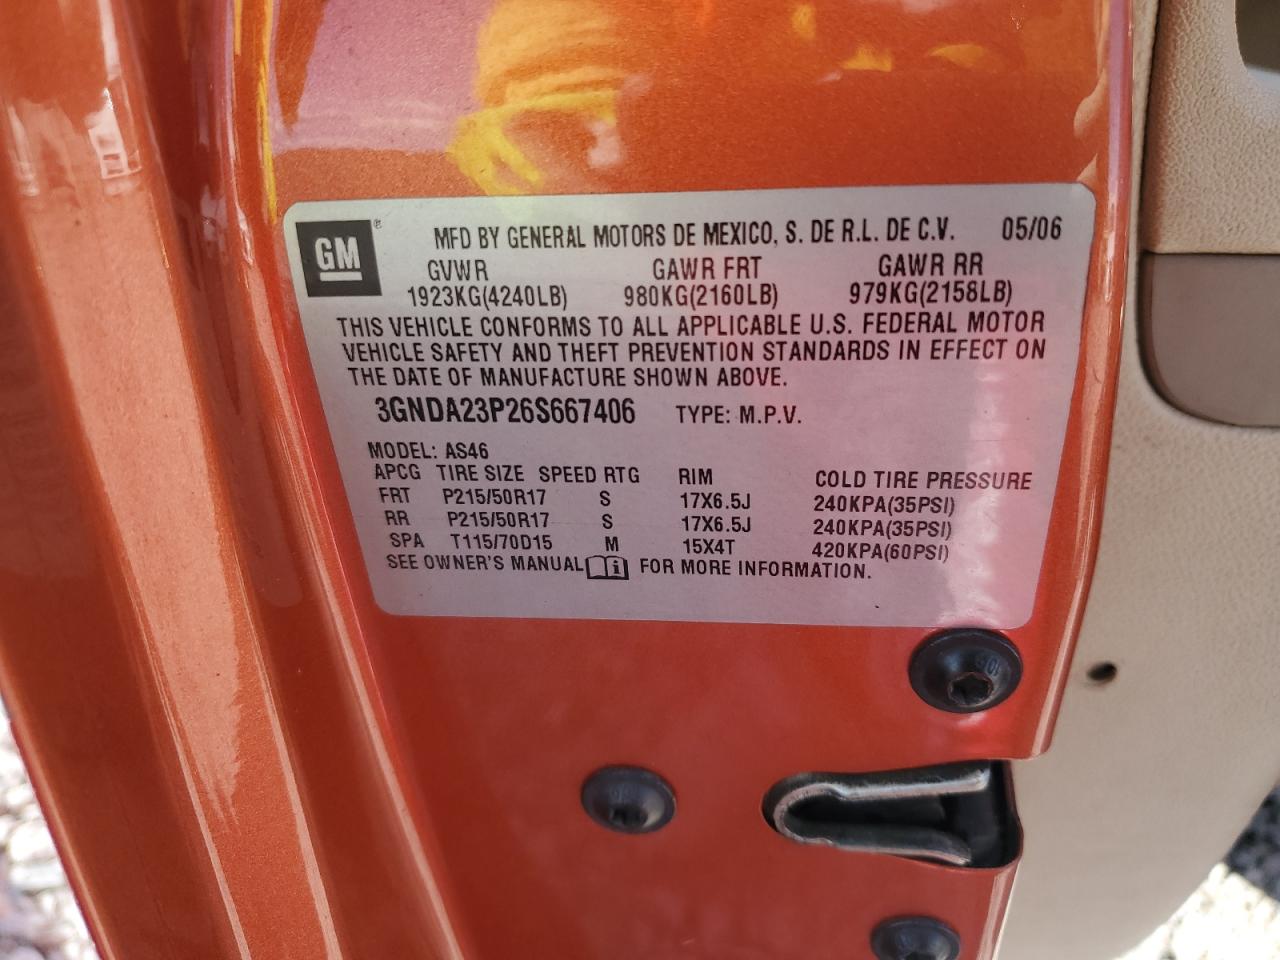 GM®
MFD BY GENERAL MOTORS DE MEXICO, S. DE R.L. DE C.V. 05/06
GVWR GAWR FRT GAWR RR
1923KG(4240LB) 980KG(2160LB) 979KG(2158LB)
THIS VEHICLE CONFORMS TO ALL APPLICABLE U.S. FEDERAL MOTOR
VEHICLE SAFETY AND THEFT PREVENTION STANDARDS IN EFFECT ON
THE DATE OF MANUFACTURE SHOWN ABOVE.
3GNDA23P26S667406 TYPE: M.P.V.
MODEL: AS46
APCG TIRE SIZE SPEED RTG RIM COLD TIRE PRESSURE
FRT P215/50R17 S 17X6.5J 240KPA(35PSI)
RR P215/50R17 S 17X6.5J 240KPA(35PSI)
SPA T115/70D15 M 15X4T 420KPA(60PSI)
SEE OWNER'S MANUAL i FOR MORE INFORMATION.